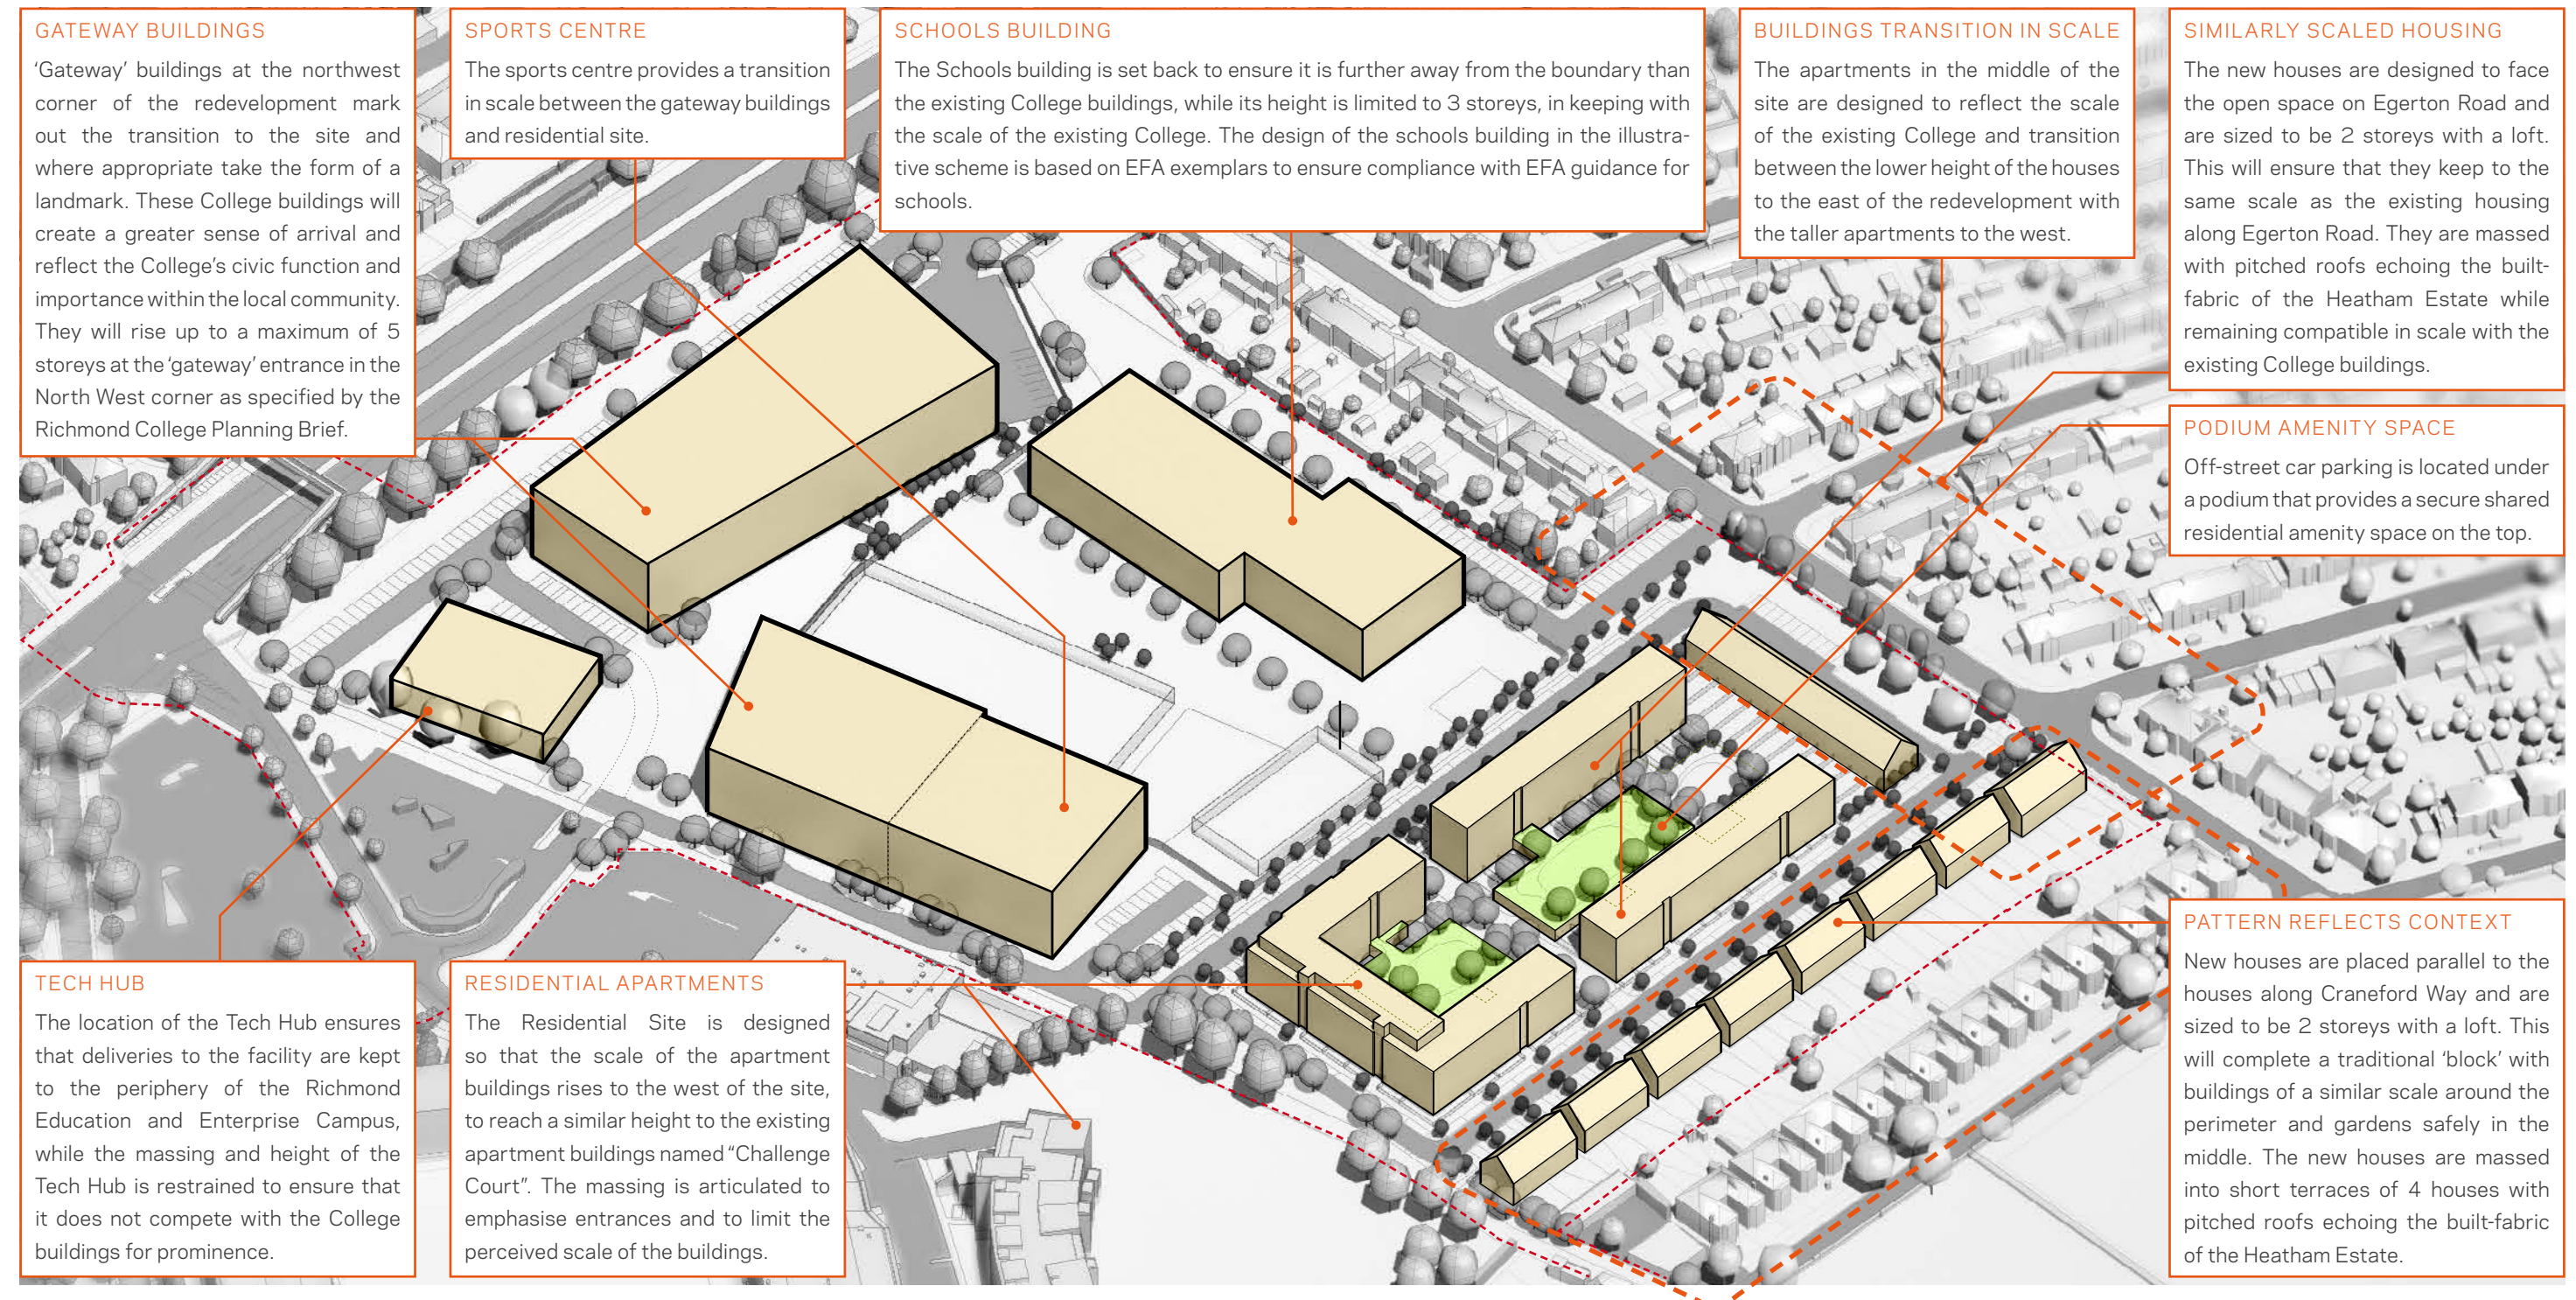 GATEWAY BUILDINGS
‘Gateway’ buildings at the northwest
corner of the redevelopment mark
out the transition to the site and
where appropriate take the form of a
landmark. These College buildings will
create a greater sense of arrival and
reflect the College’s civic function and
importance within the local community.
They will rise up to a maximum of 5
storeys at the ‘gateway’ entrance in the
North West corner as specified by the
Richmond College Planning Brief.
SPORTS CENTRE
The sports centre provides a transition
in scale between the gateway buildings
and residential site.
SCHOOLS BUILDING
The Schools building is set back to ensure it is further away from the boundary than
the existing College buildings, while its height is limited to 3 storeys, in keeping with
the scale of the existing College. The design of the schools building in the illustra-
tive scheme is based on EFA exemplars to ensure compliance with EFA guidance for
schools.
BUILDINGS TRANSITION IN SCALE
The apartments in the middle of the
site are designed to reflect the scale
of the existing College and transition
between the lower height of the houses
to the east of the redevelopment with
the taller apartments to the west.
SIMILARLY SCALED HOUSING
The new houses are designed to face
the open space on Egerton Road and
are sized to be 2 storeys with a loft.
This will ensure that they keep to the
same scale as the existing housing
along Egerton Road. They are massed
with pitched roofs echoing the built-
fabric of the Heatham Estate while
remaining compatible in scale with the
existing College buildings.
PODIUM AMENITY SPACE
Off-street car parking is located under
a podium that provides a secure shared
residential amenity space on the top.
TECH HUB
The location of the Tech Hub ensures
that deliveries to the facility are kept
to the periphery of the Richmond
Education and Enterprise Campus,
while the massing and height of the
Tech Hub is restrained to ensure that
it does not compete with the College
buildings for prominence.
RESIDENTIAL APARTMENTS
The Residential Site is designed
so that the scale of the apartment
buildings rises to the west of the site,
to reach a similar height to the existing
apartment buildings named “Challenge
Court”. The massing is articulated to
emphasise entrances and to limit the
perceived scale of the buildings.
PATTERN REFLECTS CONTEXT
New houses are placed parallel to the
houses along Craneford Way and are
sized to be 2 storeys with a loft. This
will complete a traditional ‘block’ with
buildings of a similar scale around the
perimeter and gardens safely in the
middle. The new houses are massed
into short terraces of 4 houses with
pitched roofs echoing the built-fabric
of the Heatham Estate.